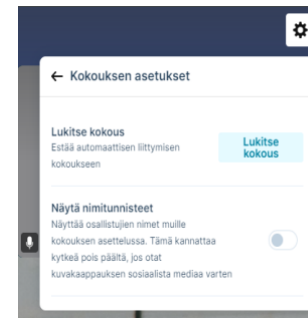 Kokouksen asetukset
Lukitse kokous
Estää automaattisen liittymisen
kokoukseen
Lukitse
kokous
Näytä nimitunnisteet
Näyttää osallistujien nimet muille
kokouksen asettelussa. Tämä kannattaa
kytkeä pois päältä, jos otat
kuvakaappauksen sosiaalista mediaa varten